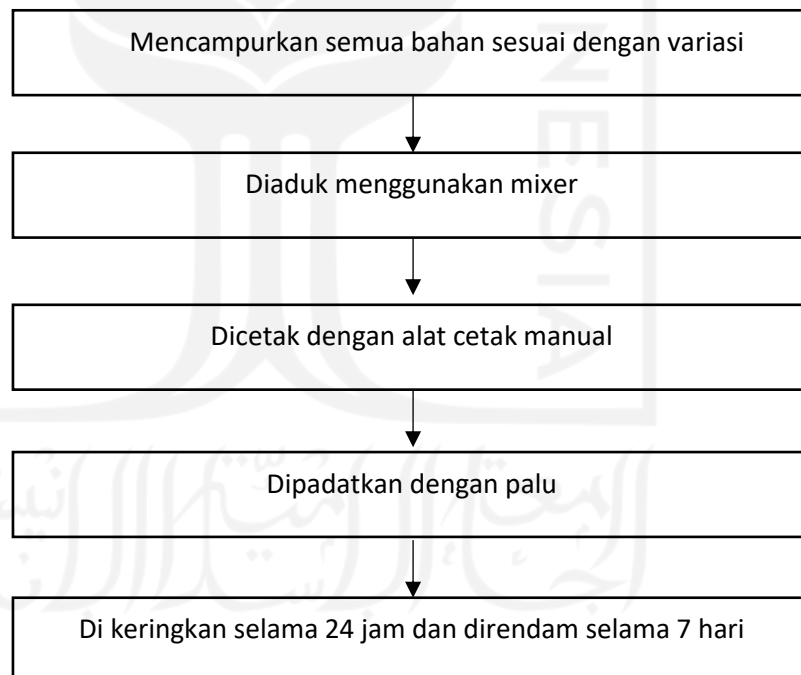 Mencampurkan semua bahan sesuai dengan variasi
Diaduk menggunakan mixer
Dicetak dengan alat cetak manual
Dipadatkan dengan palu
Di keringkan selama 24 jam dan direndam selama 7 hari
NESIA